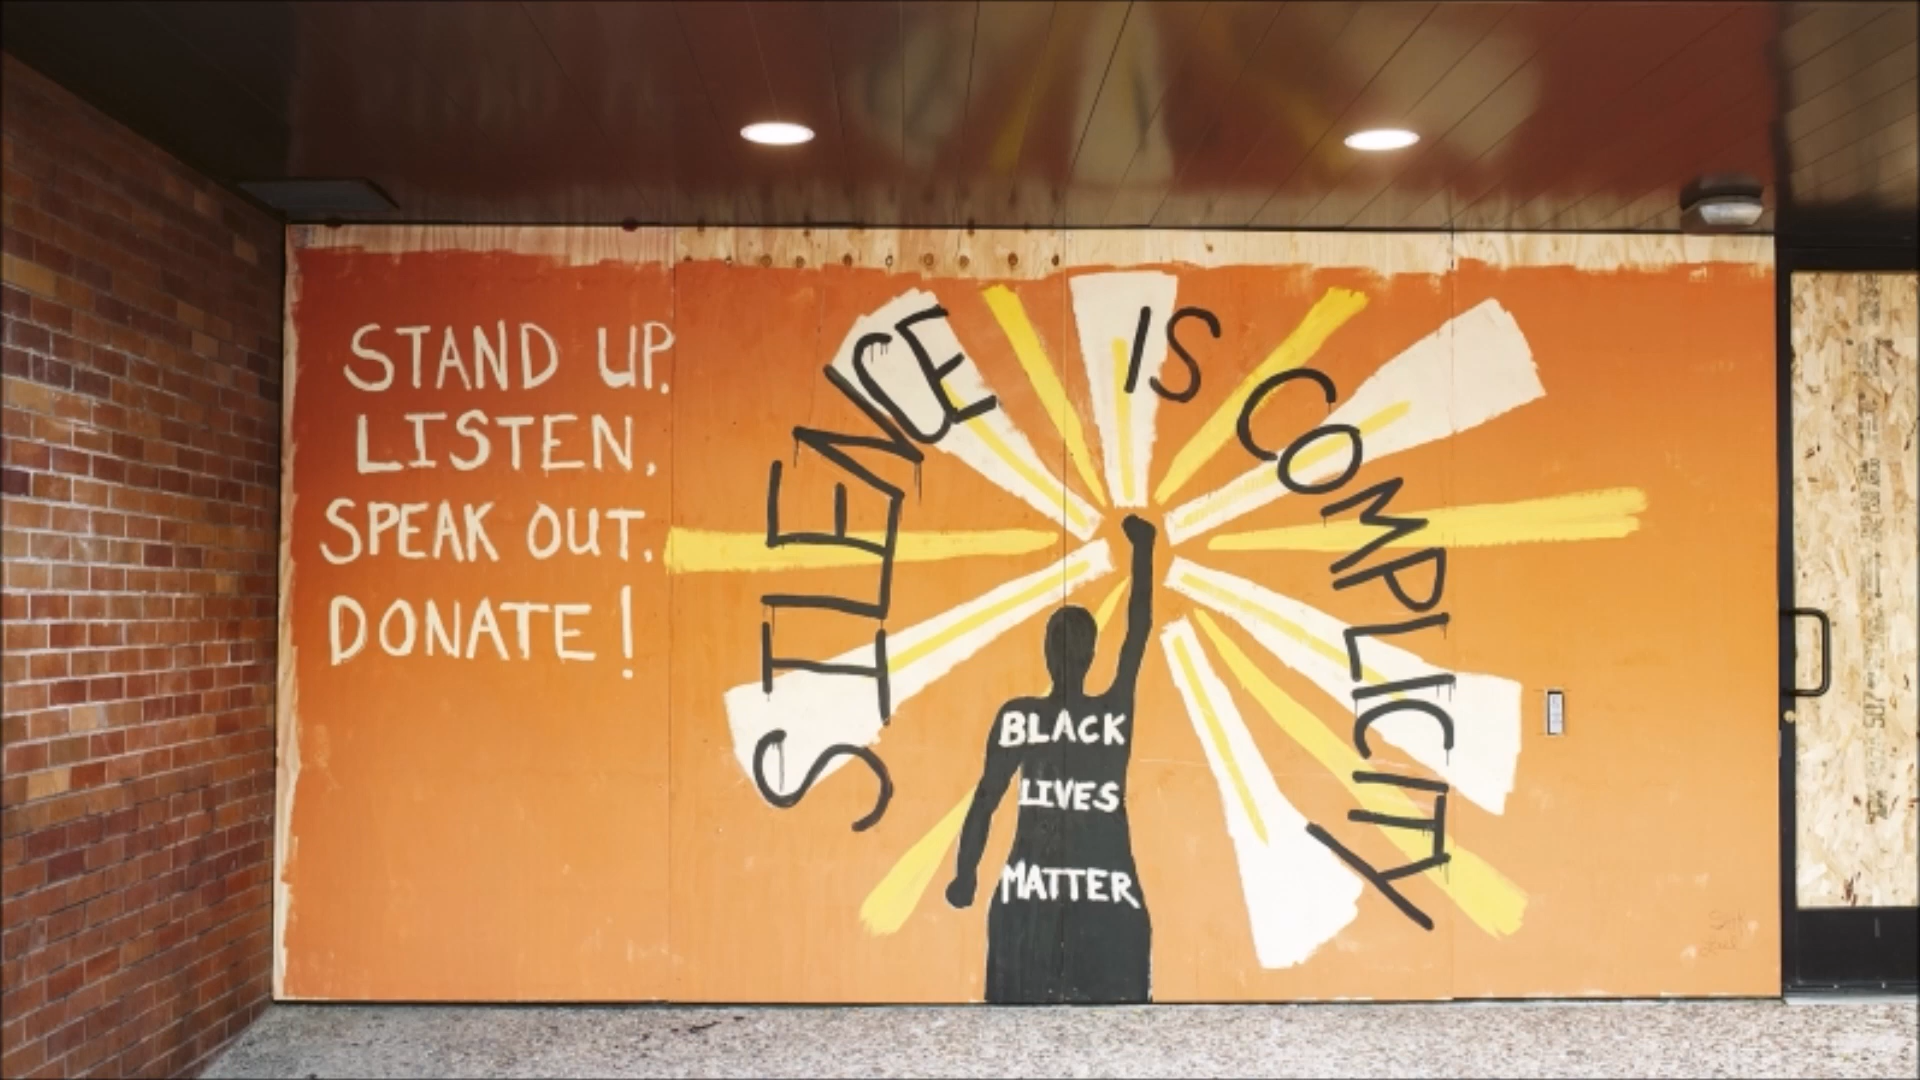 STAND UP.
LISTEN.
SPEAK OUT.
DONATE!
SILENCE IS COMPLICITY
BLACK
LIVES
MATTER